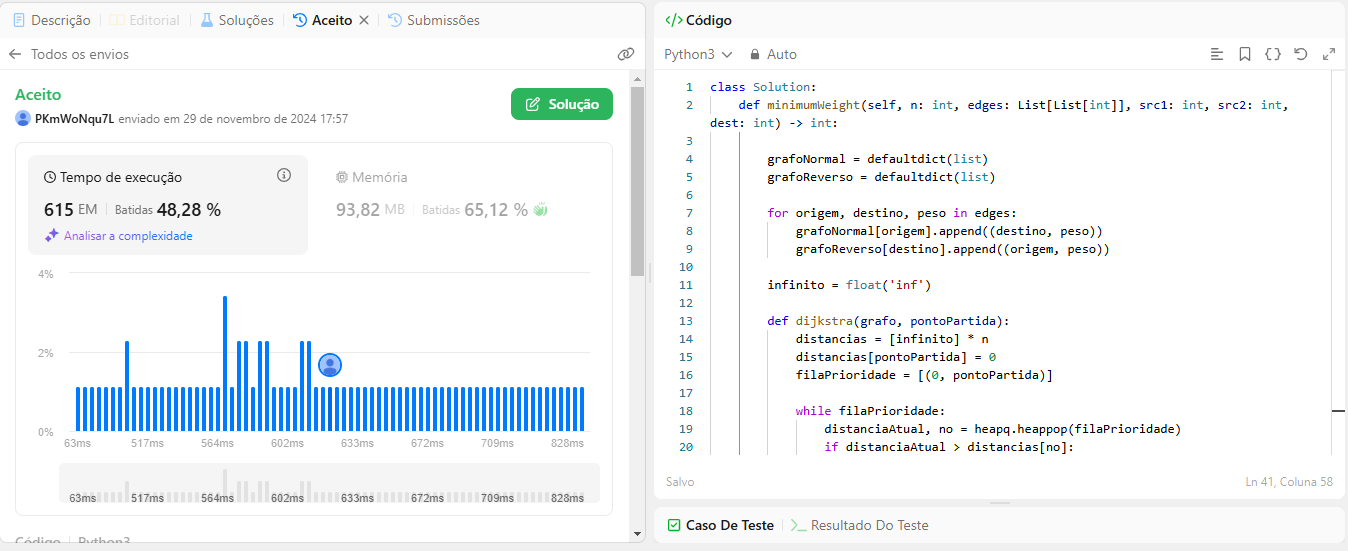 Descrição Editorial Soluções Aceito Submissões
Todos os envios
Aceito
Solução
PKmWoNqu7L enviado em 29 de novembro de 2024 17:57
Tempo de execução
615 EM Batidas 48,28 %
Analisar a complexidade
Memória
93,82 MB Batidas 65,12 %
4%
2%
0%
63ms 517ms 564ms 602ms 633ms 672ms 709ms 828ms
63ms 517ms 564ms 602ms 633ms 672ms 709ms 828ms
Código Python3
</> Código
Python3 Auto
1 class Solution:
2 def minimumWeight(self, n: int, edges: List[List[int]], src1: int, src2: int,
dest: int) -> int:
3
4 grafoNormal = defaultdict(list)
5 grafoReverso = defaultdict(list)
6
7 for origem, destino, peso in edges:
8 grafoNormal[origem].append((destino, peso))
9 grafoReverso[destino].append((origem, peso))
10
11 infinito = float('inf')
12
13 def dijkstra(grafo, pontoPartida):
14 distancias = [infinito] * n
15 distancias[pontoPartida] = 0
16 filaPrioridade = [(0, pontoPartida)]
17
18 while filaPrioridade:
19 distanciaAtual, no = heapq.heappop(filaPrioridade)
20 if distanciaAtual > distancias[no]:
Salvo
Ln 41, Coluna 58
Caso De Teste Resultado Do Teste